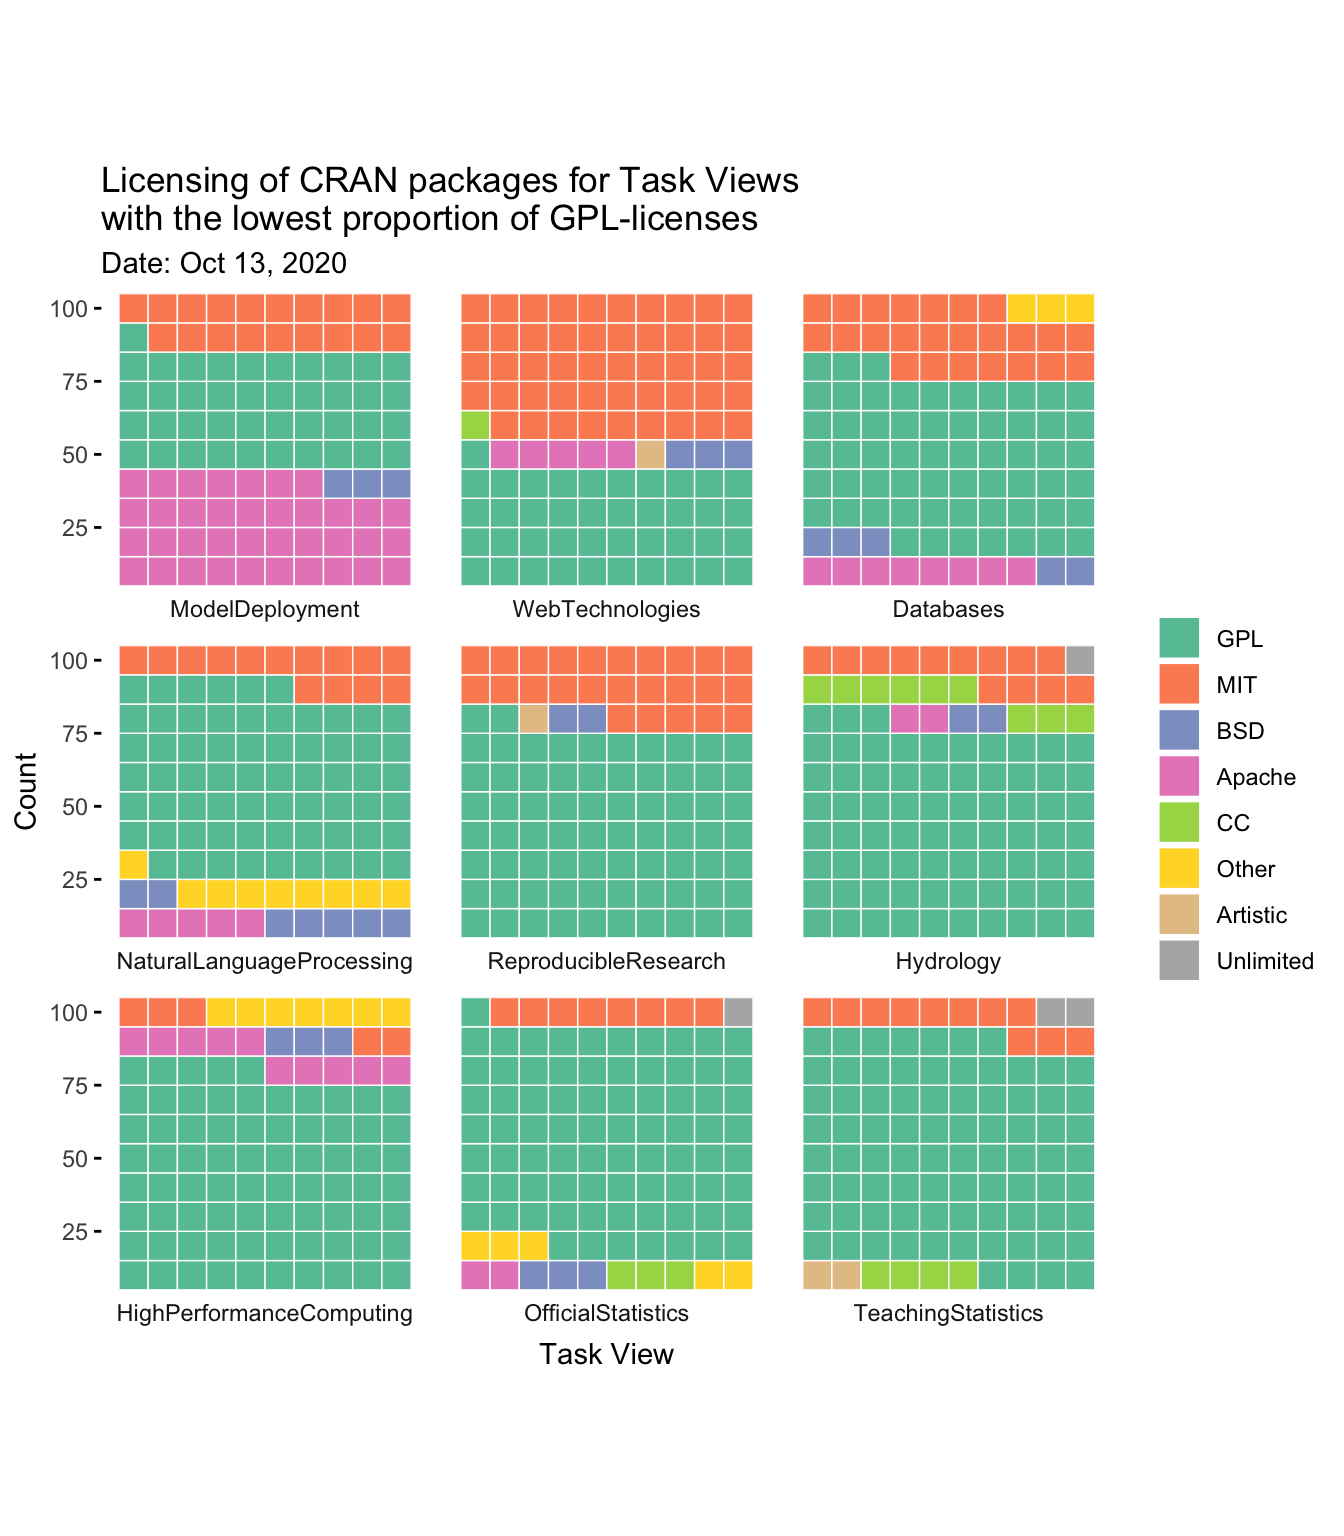 Licensing of CRAN packages for Task Views
with the lowest proportion of GPL-licenses
Date: Oct 13, 2020
100
75
50
25
ModelDeployment
WebTechnologies
Databases
100
75
50
25
NaturalLanguageProcessing
ReproducibleResearch
Hydrology
100
75
50
25
HighPerformanceComputing
OfficialStatistics
TeachingStatistics
Count
Task View
GPL
MIT
BSD
Apache
CC
Other
Artistic
Unlimited